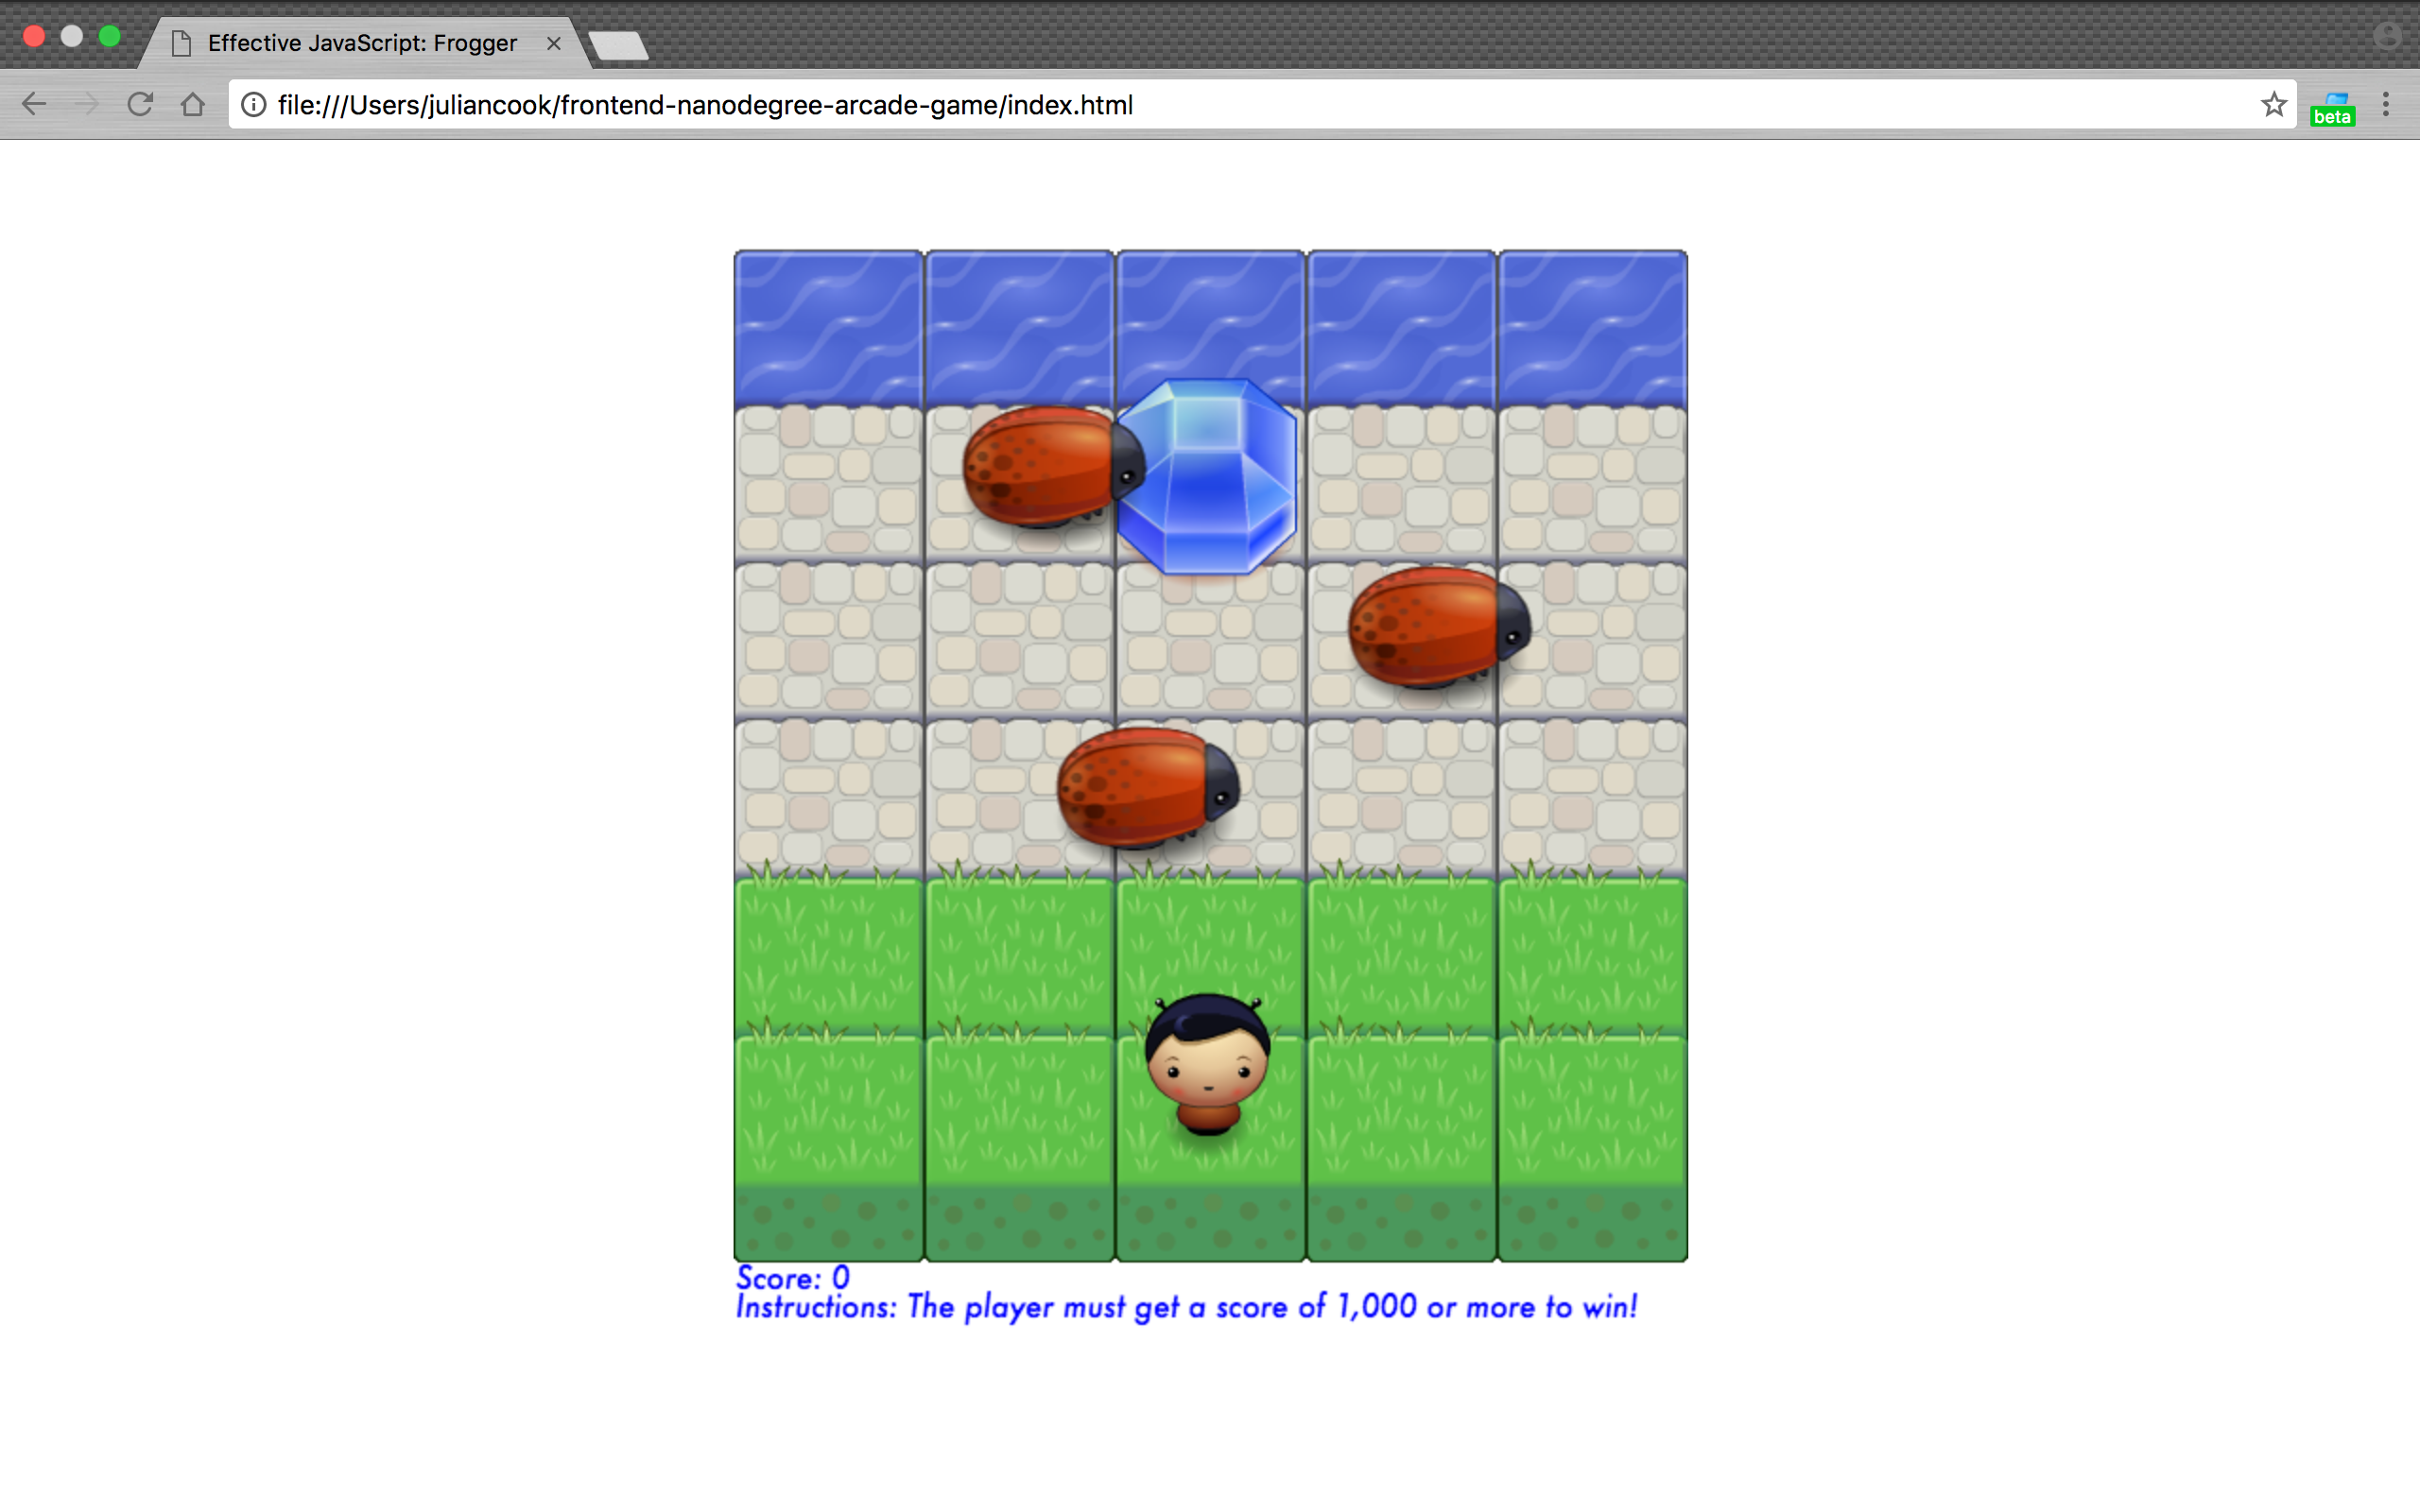 Effective JavaScript: Frogger
file:///Users/juliancook/frontend-nanodegree-arcade-game/index.html
beta
Score: 0
Instructions: The player must get a score of 1,000 or more to win!